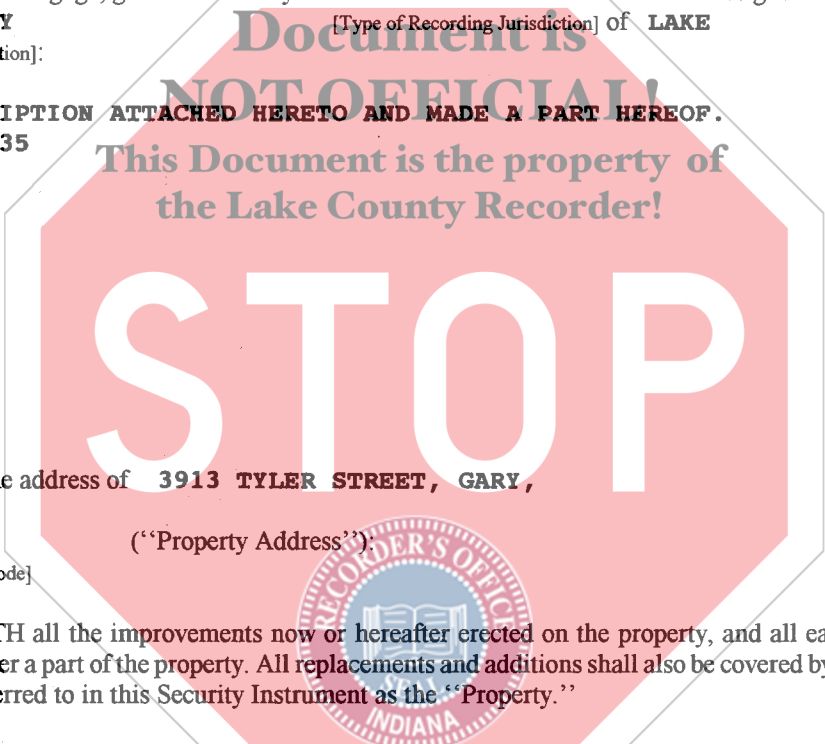 Y [Type of Recording Jurisdiction] of LAKE
tion]:
Document is
NOT OFFICIAL!
IPTION ATTACHED HERETO AND MADE A PART HEREOF.
35
This Document is the property of
the Lake County Recorder!
STOP
e address of 3913 TYLER STREET, GARY,
("Property Address"):
ode]
RECORDER'S OFFICE
TH all the improvements now or hereafter erected on the property, and all ea
er a part of the property. All replacements and additions shall also be covered by
erred to in this Security Instrument as the "Property."
SEAL
INDIANA